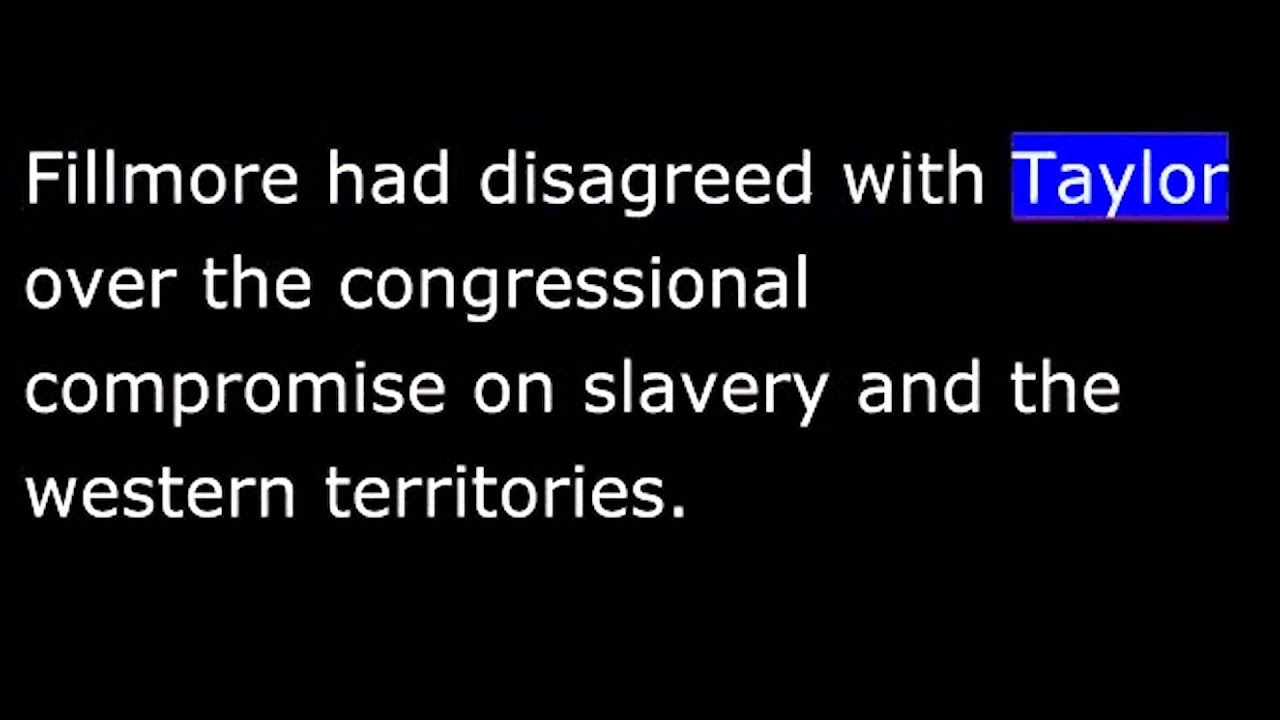 Fillmore had disagreed with Taylor
over the congressional
compromise on slavery and the
western territories.